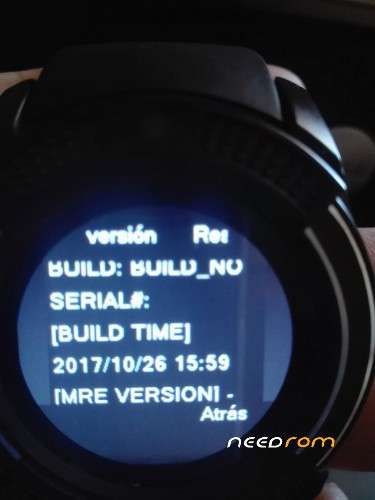 versión Res
BUILD: BUILD_NO
SERIAL#:
[BUILD TIME]
2017/10/26 15:59
[MRE VERSION] -
Atrás
needrom